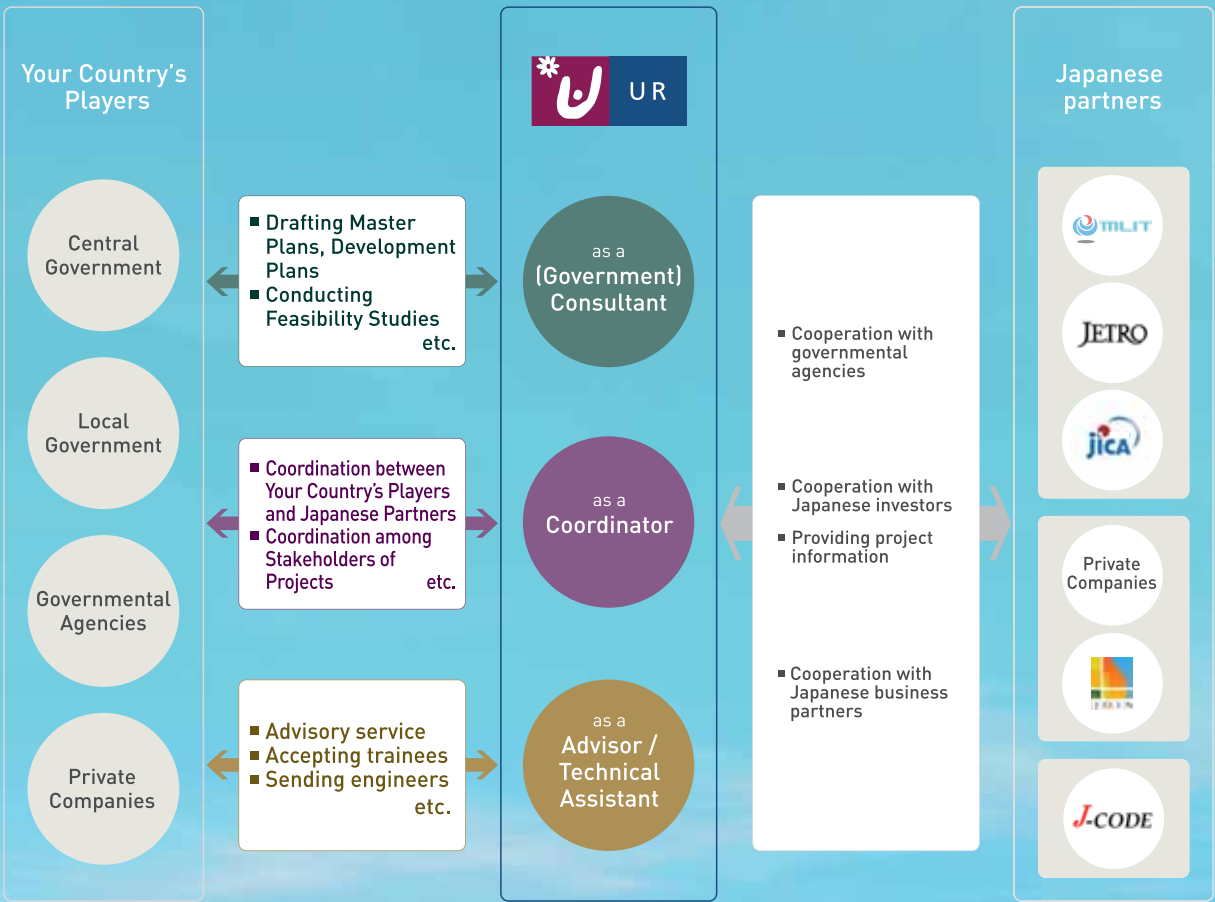 Your Country's
Players
Central
Government
Local
Government
Governmental
Agencies
Private
Companies
■ Drafting Master
Plans, Development
Plans
■ Conducting
Feasibility Studies
etc.
■ Coordination between
Your Country's Players
and Japanese Partners
■ Coordination among
Stakeholders of
Projects etc.
■ Advisory service
■ Accepting trainees
■ Sending engineers
etc.
UR
as a
(Government)
Consultant
as a
Coordinator
as a
Advisor /
Technical
Assistant
■ Cooperation with
governmental
agencies
■ Cooperation with
Japanese investors
■ Providing project
information
■ Cooperation with
Japanese business
partners
Japanese
partners
MLIT
JETRO
jICA
Private
Companies
J-CODE